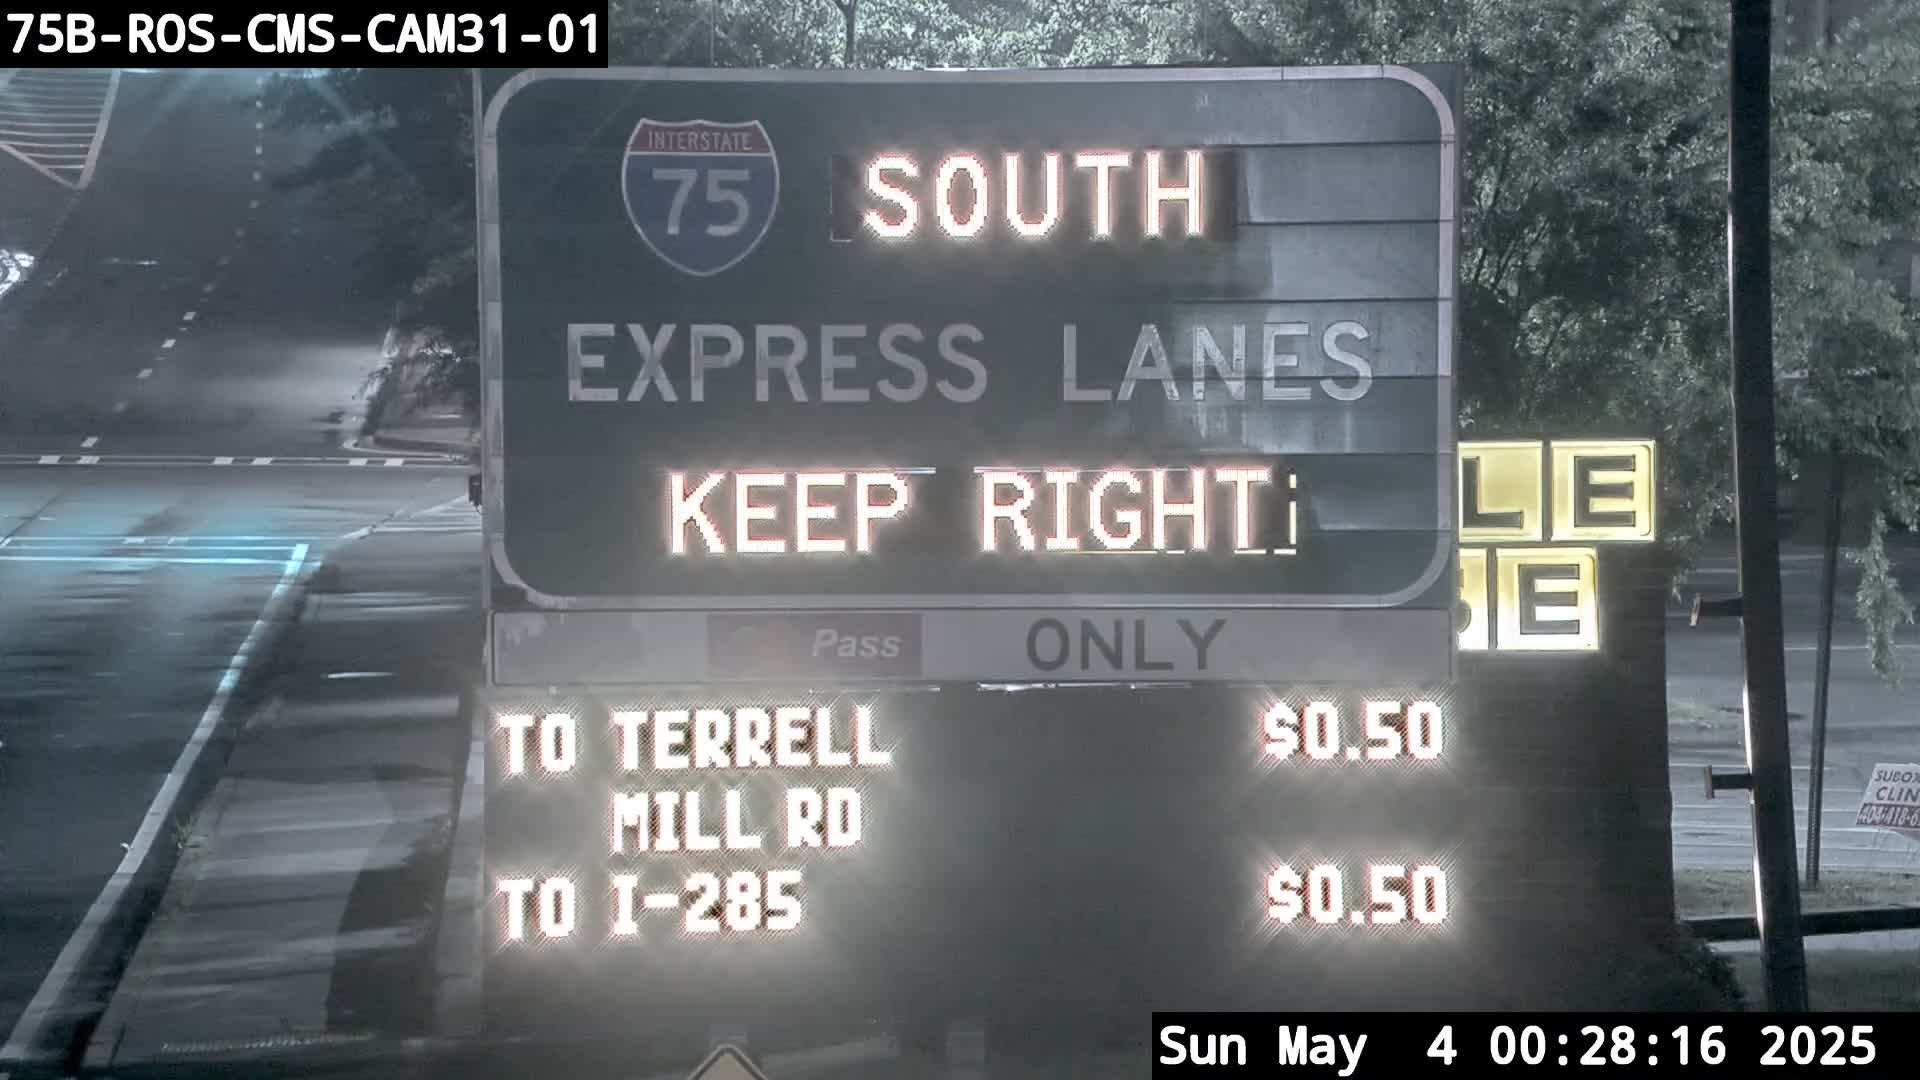 75B-ROS-CMS-CAM31-01
INTERSTATE
75
SOUTH
EXPRESS LANES
KEEP RIGHT
Pass ONLY
LE
E
TO TERRELL $0.50
MILL RD
TO I-285 $0.50
Sun May 4 00:28:16 2025